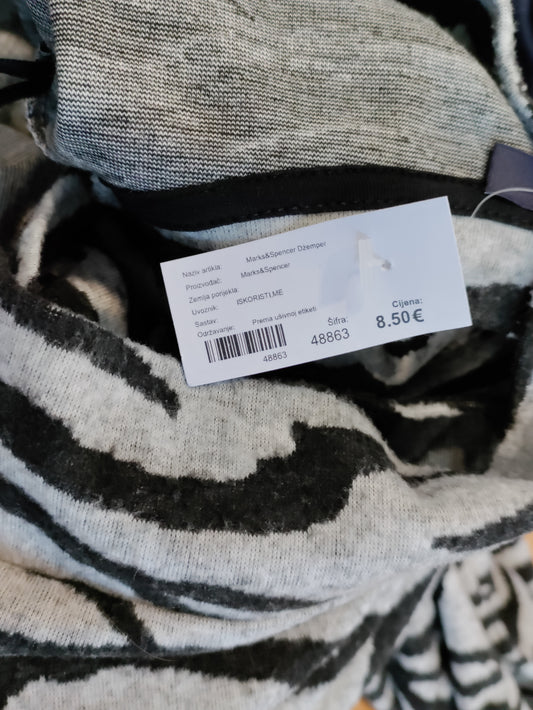 Naziv artikla: Marks&Spencer Džemper
Proizvođač: Marks&Spencer
Zemlja porijekla:
Uvoznik: ISKORISTI.ME
Sastav:
Održavanje: Prema ušivnoj etiketi
48863
Šifra:
48863
Cijena:
8.50€